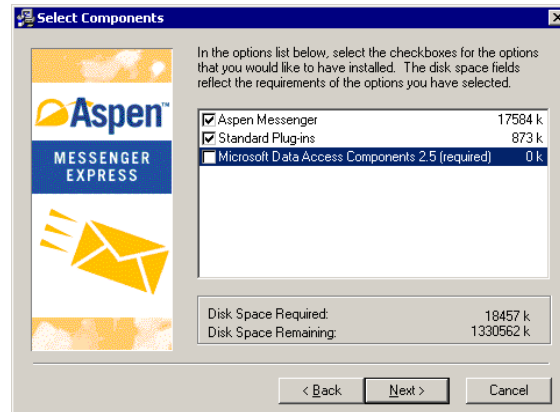 Select Components
In the options list below, select the checkboxes for the options
that you would like to have installed. The disk space fields
reflect the requirements of the options you have selected.
Aspen™
MESSENGER
EXPRESS
Aspen Messenger 17584 k
Standard Plug-ins 873 k
Microsoft Data Access Components 2.5 (required) 0 k
Disk Space Required: 18457 k
Disk Space Remaining: 1330562 k
< Back Next > Cancel